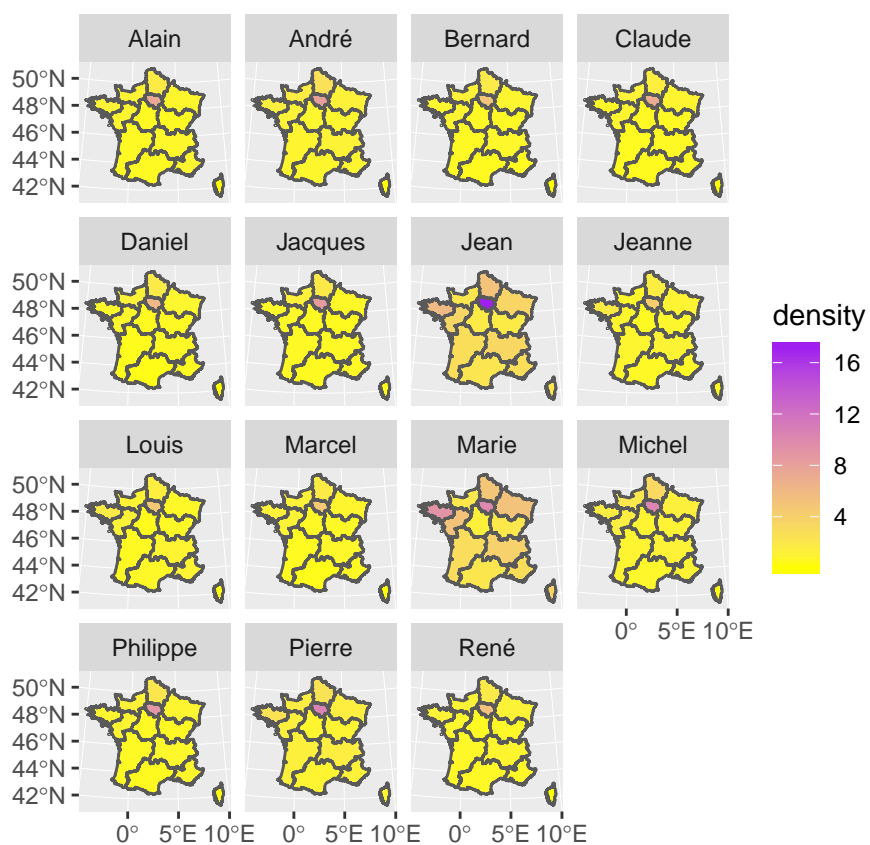 Alain André Bernard Claude
50°N
48°N
46°N
44°N
42°N
Daniel Jacques Jean Jeanne
50°N
48°N
46°N
44°N
42°N
density
16
12
8
4
Louis Marcel Marie Michel
50°N
48°N
46°N
44°N
42°N
0° 5°E 10°E
Philippe Pierre René
50°N
48°N
46°N
44°N
42°N
0° 5°E 10°E 0° 5°E 10°E 0° 5°E 10°E